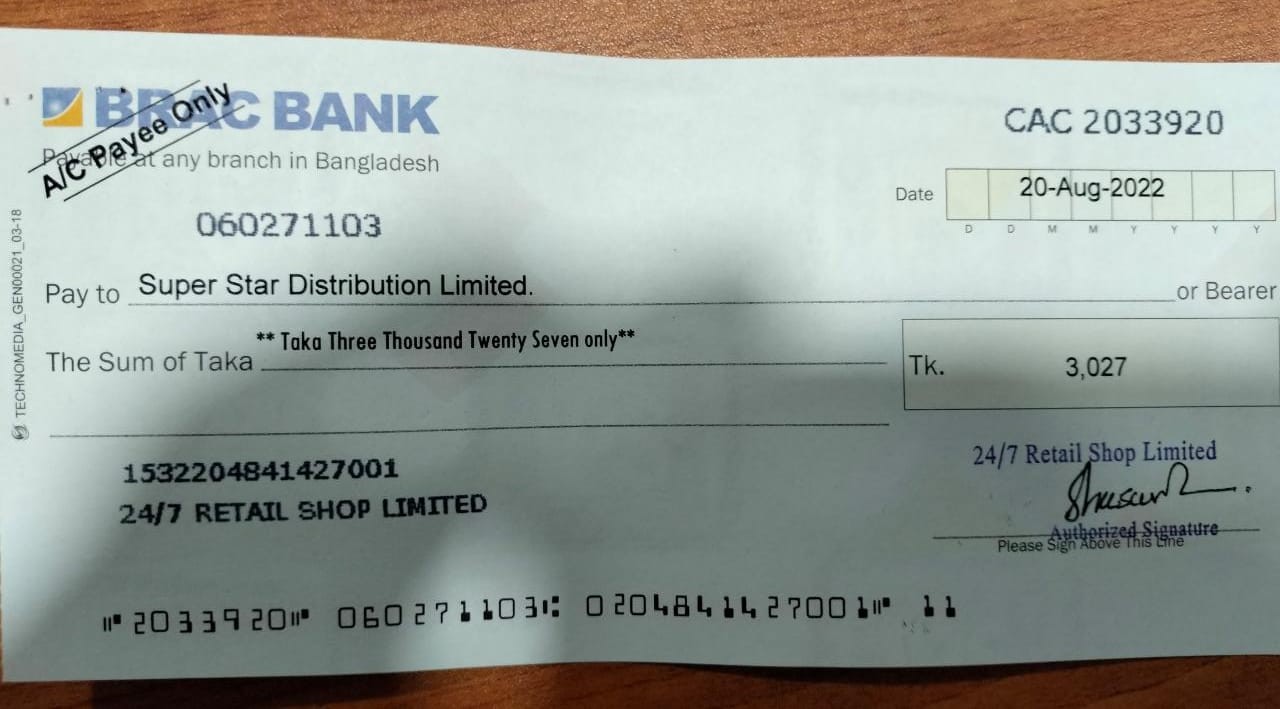 BRAC BANK
A/C Payee Only
Payable at any branch in Bangladesh
CAC 2033920
Date 20-Aug-2022
D D M M Y Y Y Y
060271103
Pay to Super Star Distribution Limited. or Bearer
The Sum of Taka ** Taka Three Thousand Twenty Seven only**
Tk. 3,027
TECHNOMEDIA_GEN00021_03-18
1532204841427001
24/7 RETAIL SHOP LIMITED
24/7 Retail Shop Limited
Authorized Signature
Please Sign Above This Line
⑈2033920⑈ 060271103⑆ 0204841427001⑈ 11